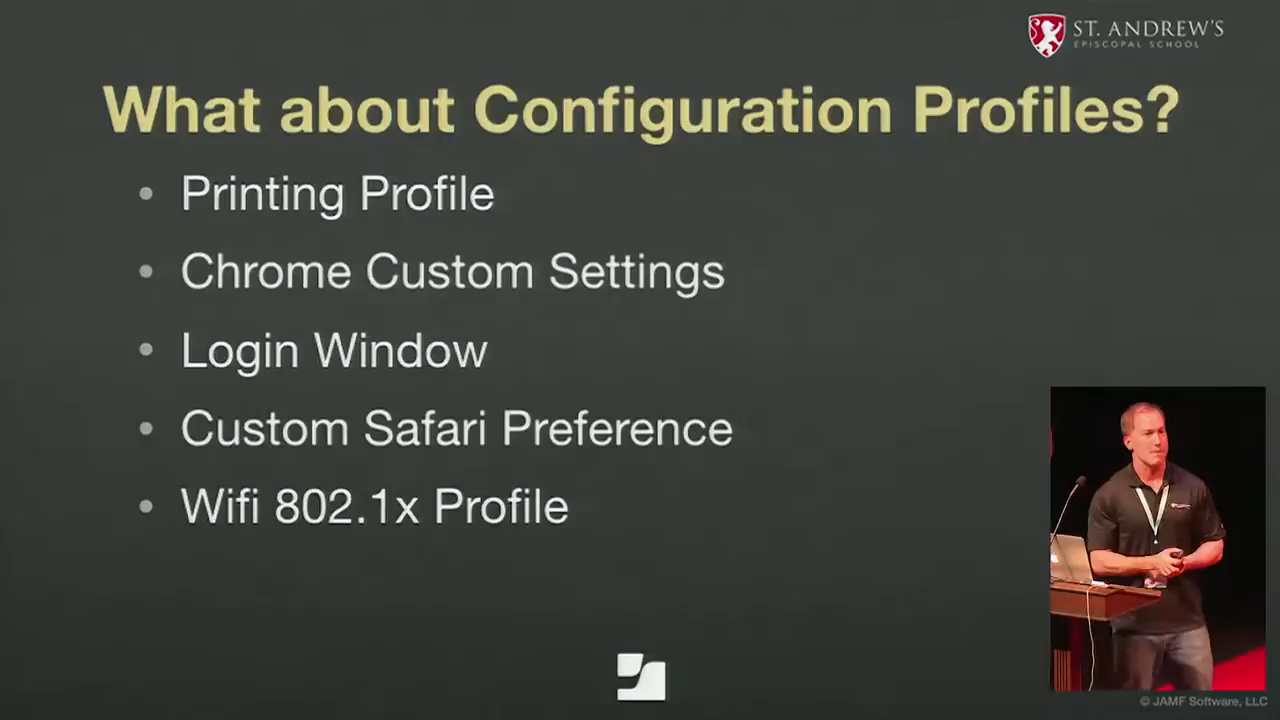 ST. ANDREW'S
EPISCOPAL SCHOOL
What about Configuration Profiles?
• Printing Profile
• Chrome Custom Settings
• Login Window
• Custom Safari Preference
• Wifi 802.1x Profile
© JAMF Software, LLC